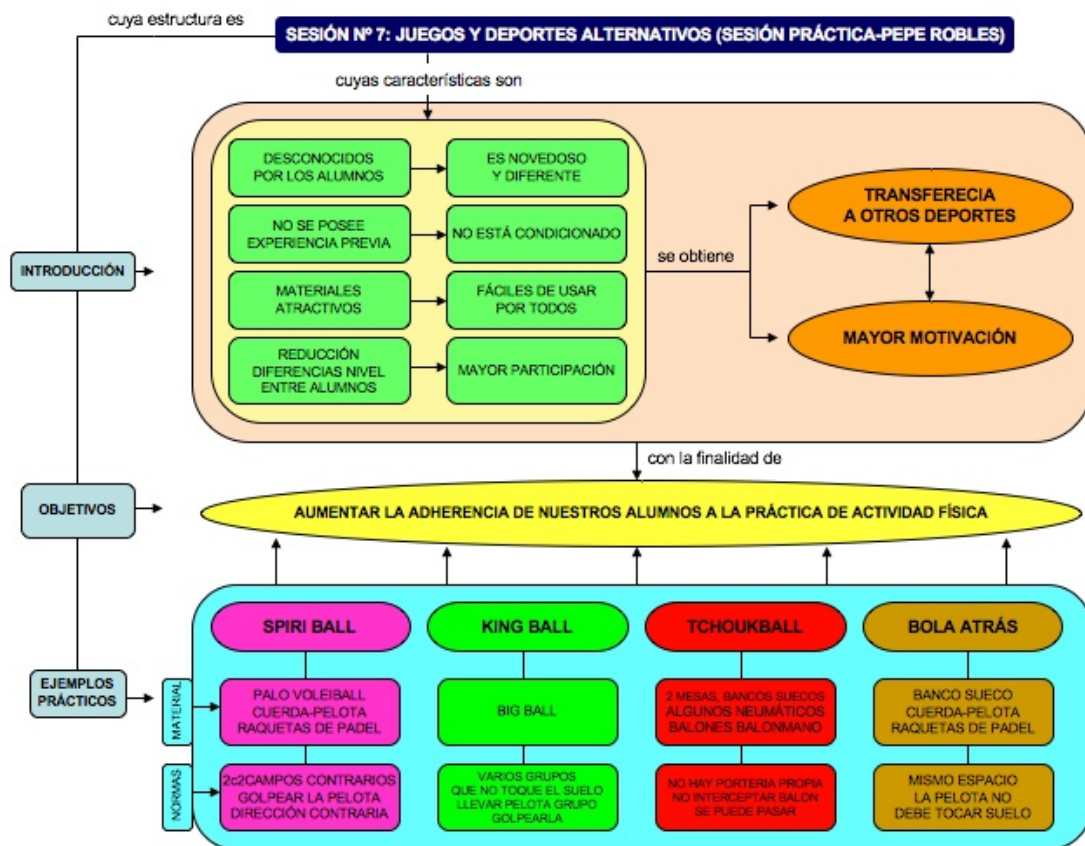 cuya estructura es
SESIÓN Nº 7: JUEGOS Y DEPORTES ALTERNATIVOS (SESIÓN PRÁCTICA-PEPE ROBLES)
cuyas características son
DESCONOCIDOS
POR LOS ALUMNOS
ES NOVEDOSO
Y DIFERENTE
NO SE POSEE
EXPERIENCIA PREVIA
NO ESTÁ CONDICIONADO
MATERIALES
ATRACTIVOS
FÁCILES DE USAR
POR TODOS
REDUCCIÓN
DIFERENCIAS NIVEL
ENTRE ALUMNOS
MAYOR PARTICIPACIÓN
se obtiene
TRANSFERECIA
A OTROS DEPORTES
MAYOR MOTIVACIÓN
INTRODUCCIÓN
con la finalidad de
OBJETIVOS
AUMENTAR LA ADHERENCIA DE NUESTROS ALUMNOS A LA PRÁCTICA DE ACTIVIDAD FÍSICA
EJEMPLOS
PRÁCTICOS
SPIRI BALL
KING BALL
TCHOUKBALL
BOLA ATRÁS
MATERIAL
PALO VOLEIBALL
CUERDA-PELOTA
RAQUETAS DE PADEL
BIG BALL
2 MESAS, BANCOS SUECOS
ALGUNOS NEUMÁTICOS
BALONES BALONMANO
BANCO SUECO
CUERDA-PELOTA
RAQUETAS DE PADEL
NORMAS
2c2CAMPOS CONTRARIOS
GOLPEAR LA PELOTA
DIRECCIÓN CONTRARIA
VARIOS GRUPOS
QUE NO TOQUE EL SUELO
LLEVAR PELOTA GRUPO
GOLPEARLA
NO HAY PORTERIA PROPIA
NO INTERCEPTAR BALON
SE PUEDE PASAR
MISMO ESPACIO
LA PELOTA NO
DEBE TOCAR SUELO